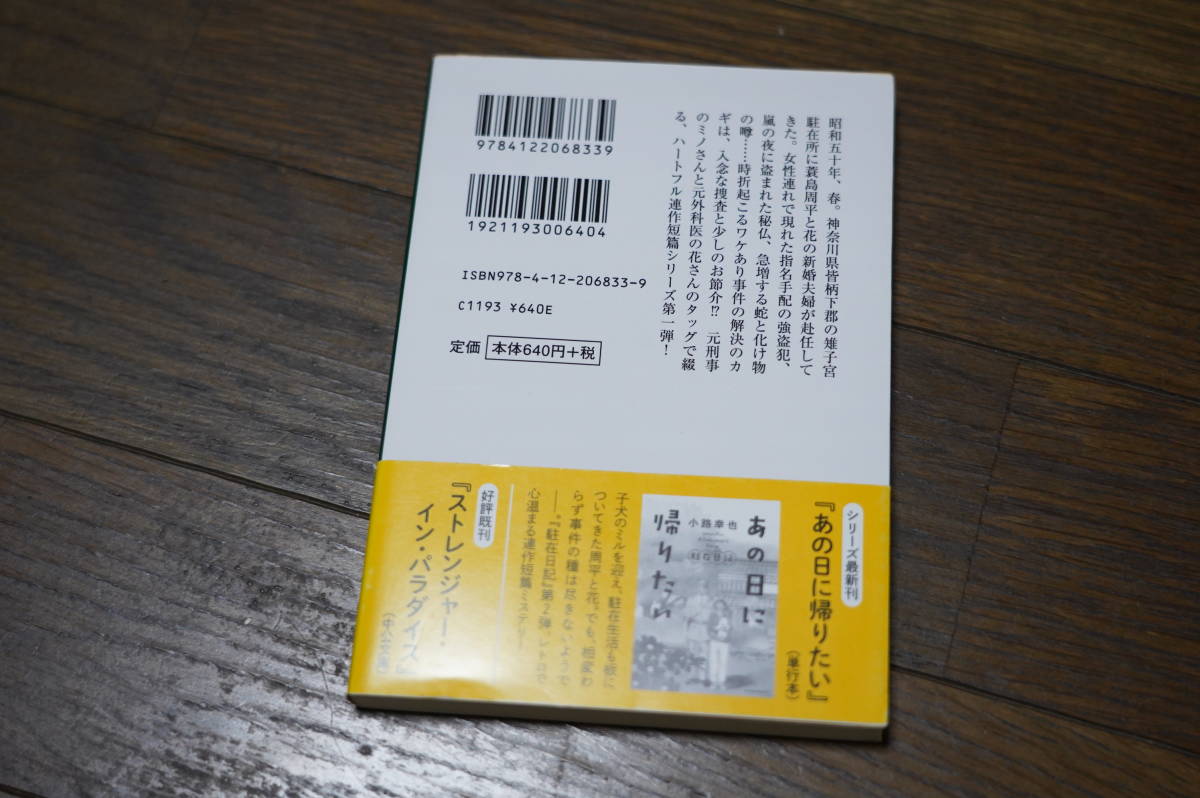 9784122068339
1921193006404
ISBN978-4-12-206833-9
C1193 ¥640E
定価 本体640円+税
昭和五十年、春。神奈川県皆柄下郡の雉子宮
駐在所に蓑島周平と花の新婚夫婦が赴任して
きた。女性連れで現れた指名手配の強盗犯、
嵐の夜に盗まれた秘仏、急増する蛇と化け物
の噂……時折起こるワケあり事件の解決のカ
ギは、入念な捜査と少しのお節介!? 元刑事
のミノさんと元外科医の花さんのタッグで綴
る、ハートフル連作短篇シリーズ第一弾!
シリーズ最新刊
『あの日に帰りたい』
(単行本)
あの日に
帰りたい
小路幸也
駐在日記
子犬のミルを迎え、駐在生活も板に
ついてきた周平と花。でも、相変わ
らず事件の種は尽きないようで
――。『駐在日記』第2弾。レトロで
心温まる連作短篇ミステリー
好評既刊
『ストレンジャー・
イン・パラダイス』
(中公文庫)